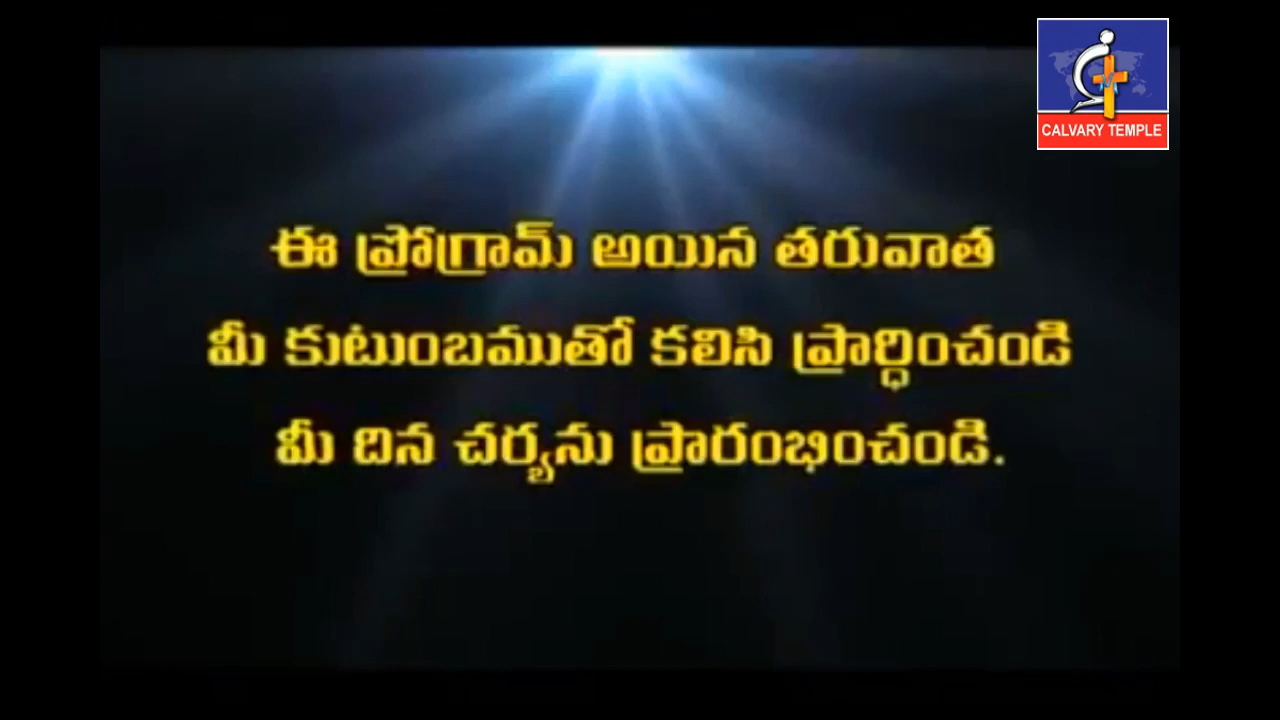 CALVARY TEMPLE
ఈ ప్రోగ్రామ్ అయిన తరువాత
మీ కుటుంబముతో కలిసి ప్రార్ధించండి
మీ దిన చర్యను ప్రారంభించండి.